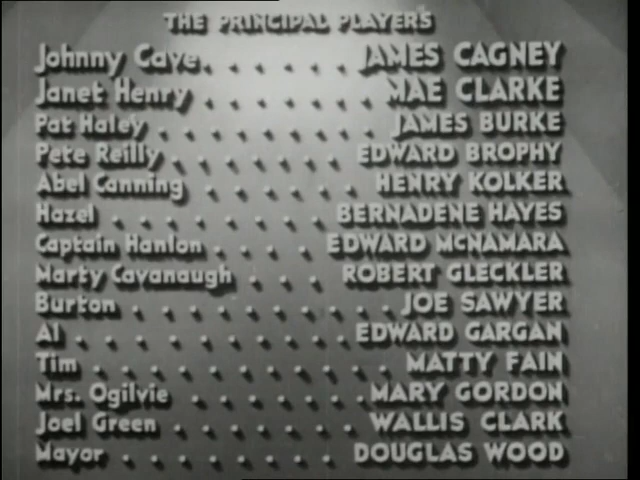 THE PRINCIPAL PLAYERS
Johnny Cave. . . . . . . JAMES CAGNEY
Janet Henry . . . . . . . MAE CLARKE
Pat Haley . . . . . . . . . JAMES BURKE
Pete Reilly . . . . . . . EDWARD BROPHY
Abel Canning . . . . . . HENRY KOLKER
Hazel . . . . . . . . BERNADENE HAYES
Captain Hanlon . . . . EDWARD MCNAMARA
Marty Cavanaugh . . . ROBERT GLECKLER
Burton . . . . . . . . . . JOE SAWYER
Al . . . . . . . . . . EDWARD GARGAN
Tim . . . . . . . . . . . MATTY FAIN
Mrs. Ogilvie . . . . . . . MARY GORDON
Joel Green . . . . . . . WALLIS CLARK
Mayor . . . . . . . . DOUGLAS WOOD